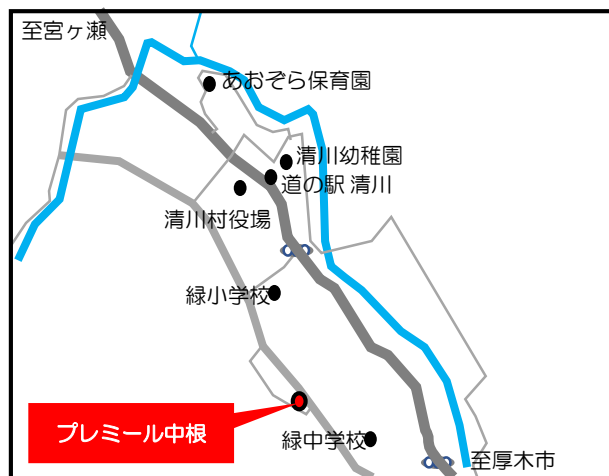 至宮ヶ瀬
あおぞら保育園
清川幼稚園
道の駅 清川
清川村役場
緑小学校
プレミール中根
緑中学校
至厚木市